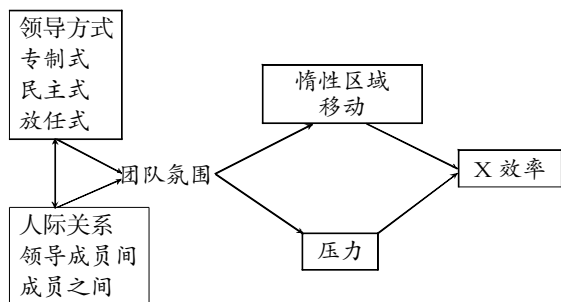 领导方式
专制式
民主式
放任式
惰性区域
移动
团队氛围
X 效率
人际关系
领导成员间
成员之间
压力